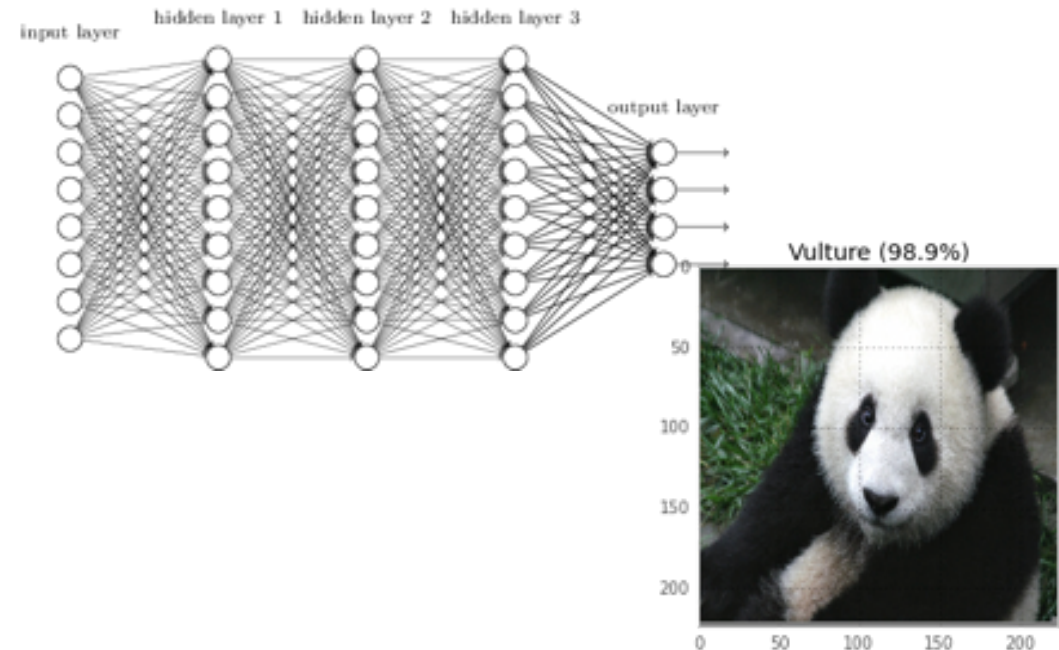 hidden layer 1 hidden layer 2 hidden layer 3
input layer
output layer
Vulture (98.9%)
0
50
100
150
200
0 50 100 150 200